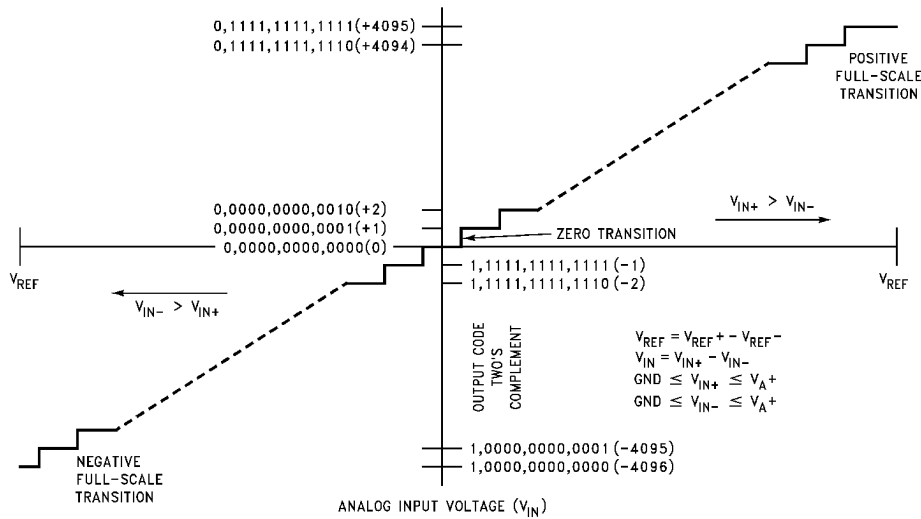 0,1111,1111,1111(+4095)
0,1111,1111,1110(+4094)
POSITIVE
FULL-SCALE
TRANSITION
0,0000,0000,0010(+2)
0,0000,0000,0001(+1)
0,0000,0000,0000(0)
VIN+ > VIN-
ZERO TRANSITION
VREF
VREF
1,1111,1111,1111(-1)
1,1111,1111,1110(-2)
VIN- > VIN+
OUTPUT CODE
TWO'S
COMPLEMENT
VREF = VREF+ - VREF-
VIN = VIN+ - VIN-
GND ≤ VIN+ ≤ VA+
GND ≤ VIN- ≤ VA+
NEGATIVE
FULL-SCALE
TRANSITION
1,0000,0000,0001(-4095)
1,0000,0000,0000(-4096)
ANALOG INPUT VOLTAGE (VIN)